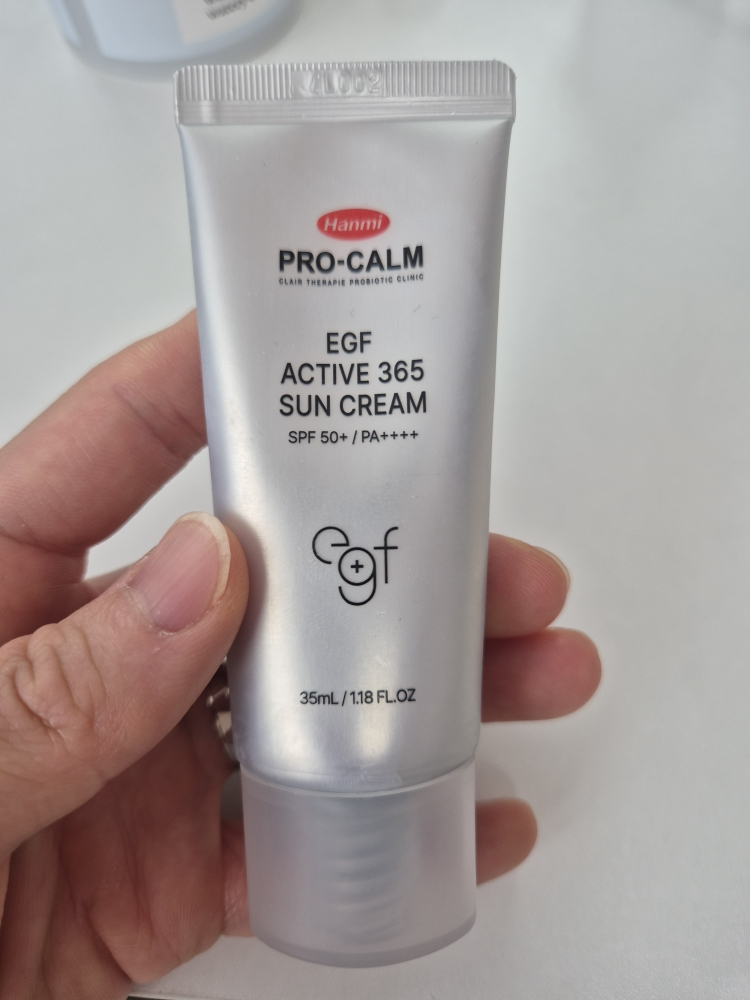 Hanmi
PRO-CALM
CLAIR THERAPIE PROBIOTIC CLINIC
EGF
ACTIVE 365
SUN CREAM
SPF 50+ / PA++++
egf
35mL / 1.18 FL.OZ